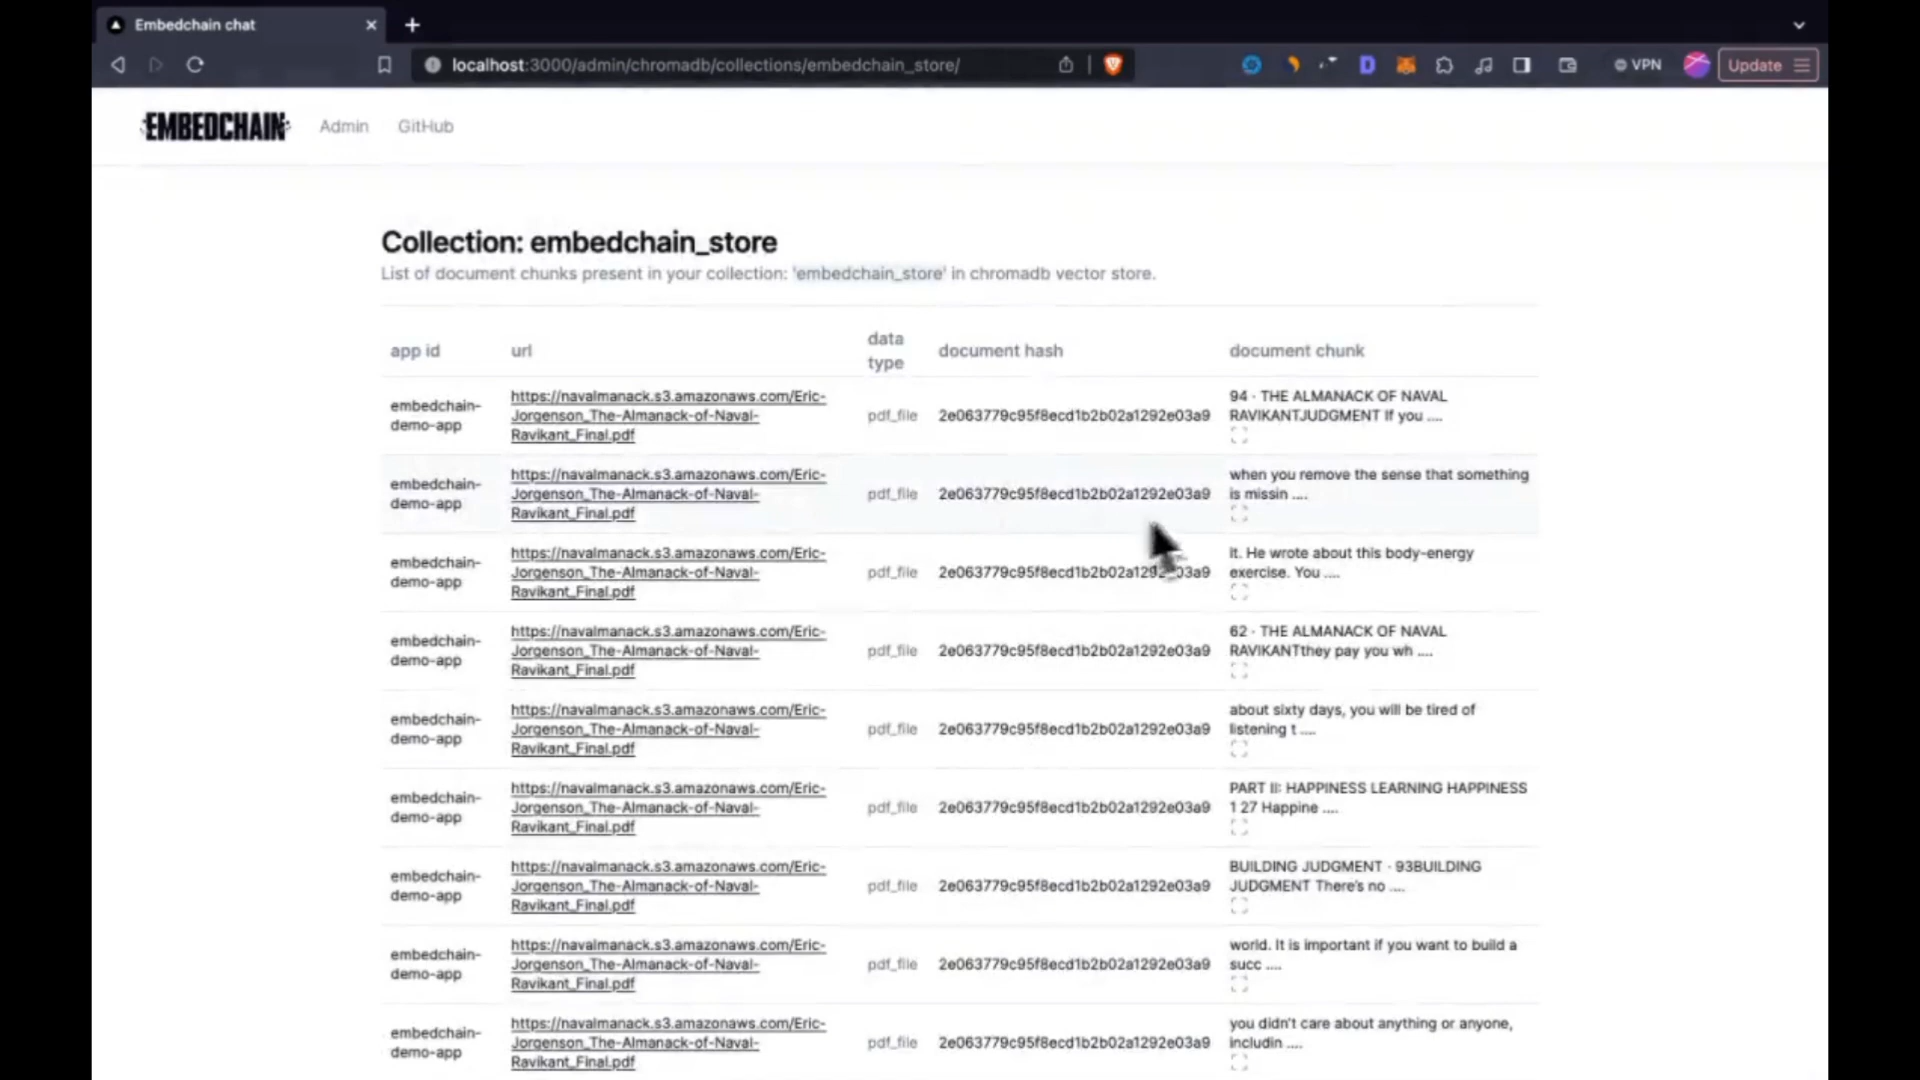 Embedchain chat
localhost:3000/admin/chromadb/collections/embedchain_store/
VPN
Update
EMBEDCHAIN
Admin
GitHub
Collection: embedchain_store
List of document chunks present in your collection: 'embedchain_store' in chromadb vector store.
app id
url
data
type
document hash
document chunk
embedchain-
demo-app
https://navalmanack.s3.amazonaws.com/Eric-
Jorgenson_The-Almanack-of-Naval-
Ravikant_Final.pdf
pdf_file
2e063779c95f8ecd1b2b02a1292e03a9
94 · THE ALMANACK OF NAVAL
RAVIKANTJUDGMENT If you ....
embedchain-
demo-app
https://navalmanack.s3.amazonaws.com/Eric-
Jorgenson_The-Almanack-of-Naval-
Ravikant_Final.pdf
pdf_file
2e063779c95f8ecd1b2b02a1292e03a9
when you remove the sense that something
is missin ....
embedchain-
demo-app
https://navalmanack.s3.amazonaws.com/Eric-
Jorgenson_The-Almanack-of-Naval-
Ravikant_Final.pdf
pdf_file
2e063779c95f8ecd1b2b02a1292e03a9
it. He wrote about this body-energy
exercise. You ....
embedchain-
demo-app
https://navalmanack.s3.amazonaws.com/Eric-
Jorgenson_The-Almanack-of-Naval-
Ravikant_Final.pdf
pdf_file
2e063779c95f8ecd1b2b02a1292e03a9
62 · THE ALMANACK OF NAVAL
RAVIKANTthey pay you wh ....
embedchain-
demo-app
https://navalmanack.s3.amazonaws.com/Eric-
Jorgenson_The-Almanack-of-Naval-
Ravikant_Final.pdf
pdf_file
2e063779c95f8ecd1b2b02a1292e03a9
about sixty days, you will be tired of
listening t ....
embedchain-
demo-app
https://navalmanack.s3.amazonaws.com/Eric-
Jorgenson_The-Almanack-of-Naval-
Ravikant_Final.pdf
pdf_file
2e063779c95f8ecd1b2b02a1292e03a9
PART II: HAPPINESS LEARNING HAPPINESS
1 27 Happine ....
embedchain-
demo-app
https://navalmanack.s3.amazonaws.com/Eric-
Jorgenson_The-Almanack-of-Naval-
Ravikant_Final.pdf
pdf_file
2e063779c95f8ecd1b2b02a1292e03a9
BUILDING JUDGMENT · 93BUILDING
JUDGMENT There's no ....
embedchain-
demo-app
https://navalmanack.s3.amazonaws.com/Eric-
Jorgenson_The-Almanack-of-Naval-
Ravikant_Final.pdf
pdf_file
2e063779c95f8ecd1b2b02a1292e03a9
world. It is important if you want to build a
succ ....
embedchain-
demo-app
https://navalmanack.s3.amazonaws.com/Eric-
Jorgenson_The-Almanack-of-Naval-
Ravikant_Final.pdf
pdf_file
2e063779c95f8ecd1b2b02a1292e03a9
you didn't care about anything or anyone,
includin ....